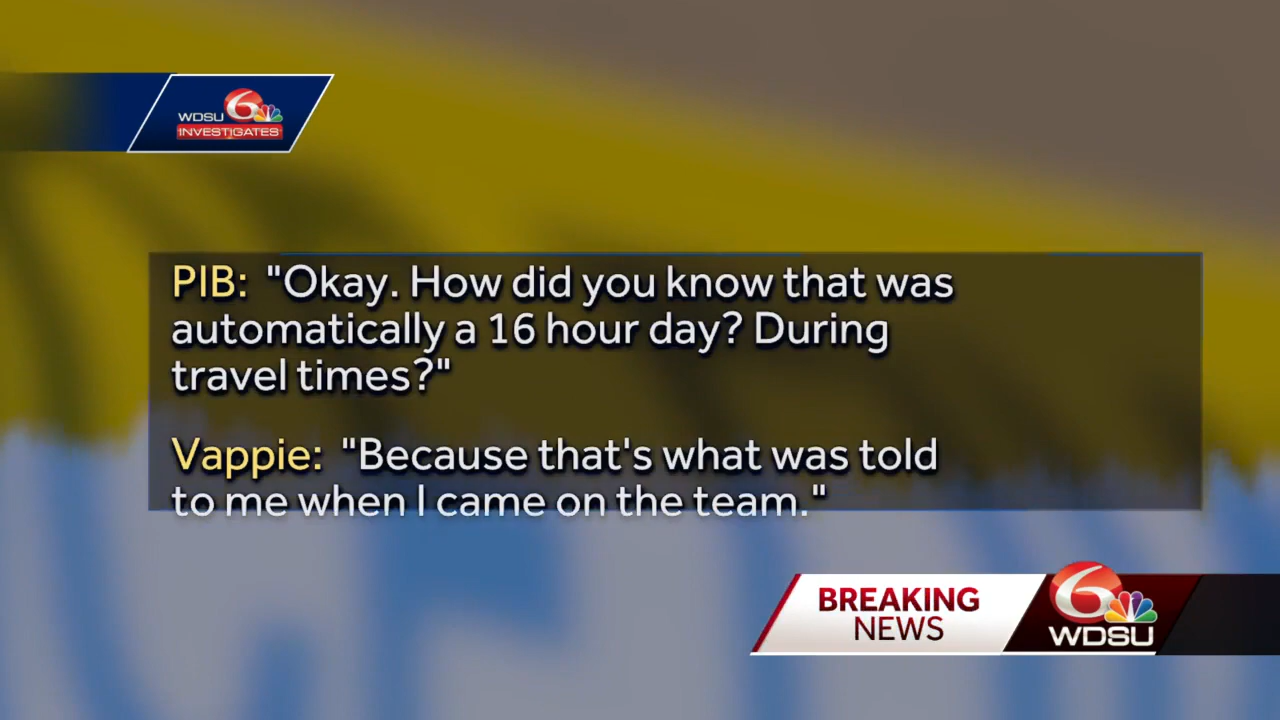 WDSU 6
INVESTIGATES
PIB: "Okay. How did you know that was
automatically a 16 hour day? During
travel times?"
Vappie: "Because that's what was told
to me when I came on the team."
BREAKING
NEWS
6
WDSU